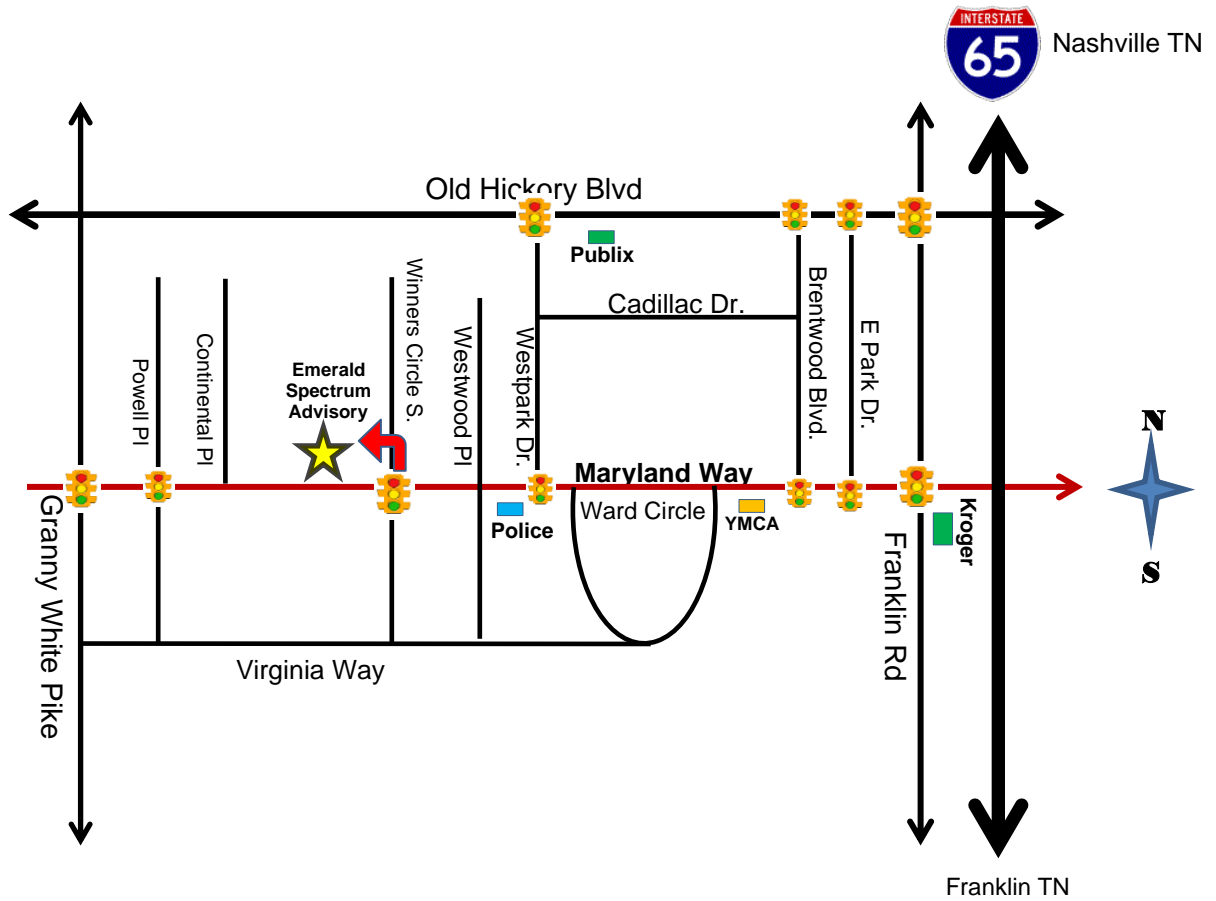 INTERSTATE
65
Nashville TN
Old Hickory Blvd
Publix
Cadillac Dr.
Winners Circle S.
Westwood Pl
Westpark Dr.
Brentwood Blvd.
E Park Dr.
Powell Pl
Continental Pl
Emerald
Spectrum
Advisory
N
Maryland Way
Ward Circle
Police
YMCA
Kroger
S
Granny White Pike
Franklin Rd
Virginia Way
Franklin TN